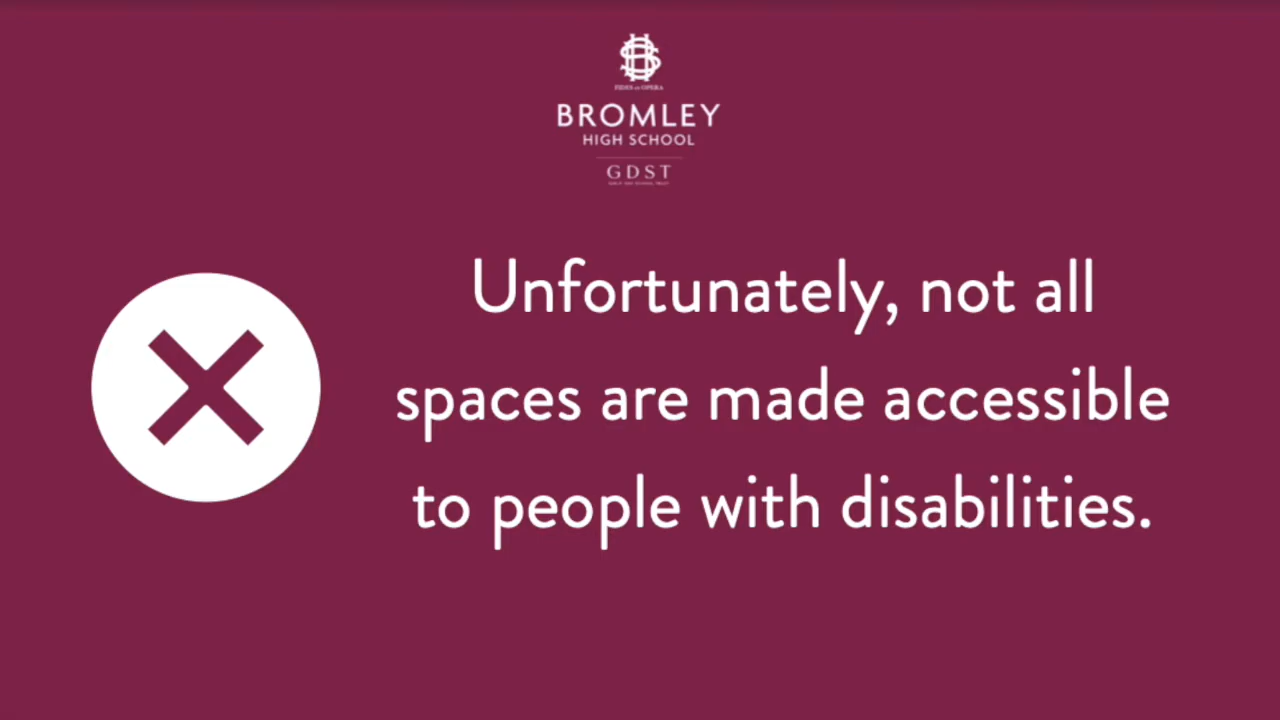 FIDES et OPERA
BROMLEY
HIGH SCHOOL
GDST
Unfortunately, not all
spaces are made accessible
to people with disabilities.